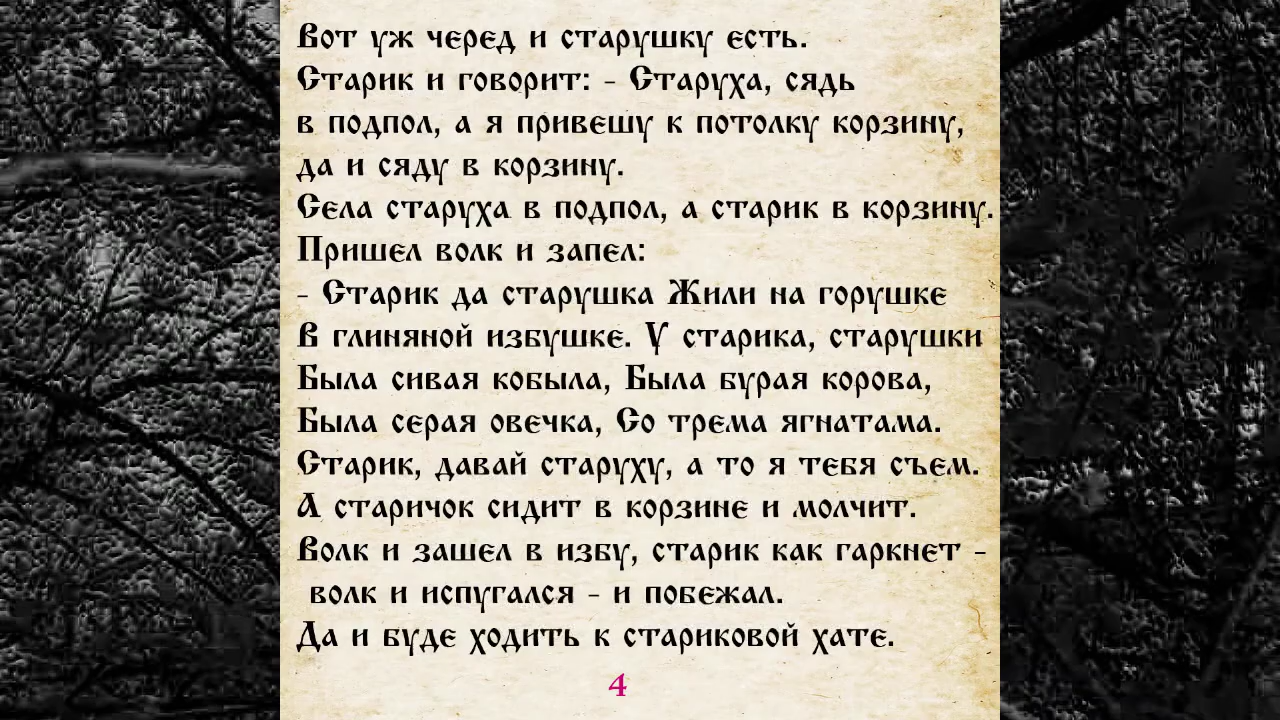 Вот уж черед и старушку есть.
Старик и говорит: - Старуха, сядь
в подпол, а я привешу к потолку корзину,
да и сяду в корзину.
Села старуха в подпол, а старик в корзину.
Пришел волк и запел:
- Старик да старушка Жили на горушке
В глиняной избушке. У старика, старушки
Была сивая кобыла, Была бурая корова,
Была серая овечка, Со трема ягнатама.
Старик, давай старуху, а то я тебя съем.
А старичок сидит в корзине и молчит.
Волк и зашел в избу, старик как гаркнет -
волк и испугался - и побежал.
Да и буде ходить к стариковой хате.
4